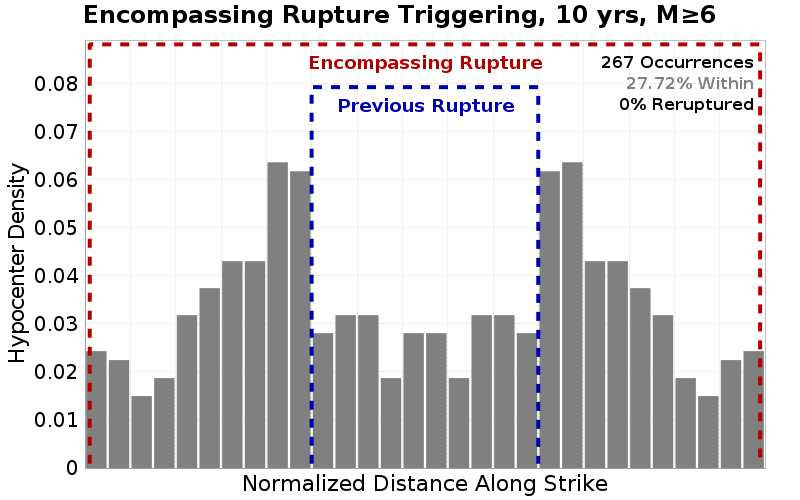 Encompassing Rupture Triggering, 10 yrs, M≥6
Encompassing Rupture
267 Occurrences
27.72% Within
0% Reruptured
Previous Rupture
Hypocenter Density
0.08
0.07
0.06
0.05
0.04
0.03
0.02
0.01
0
Normalized Distance Along Strike